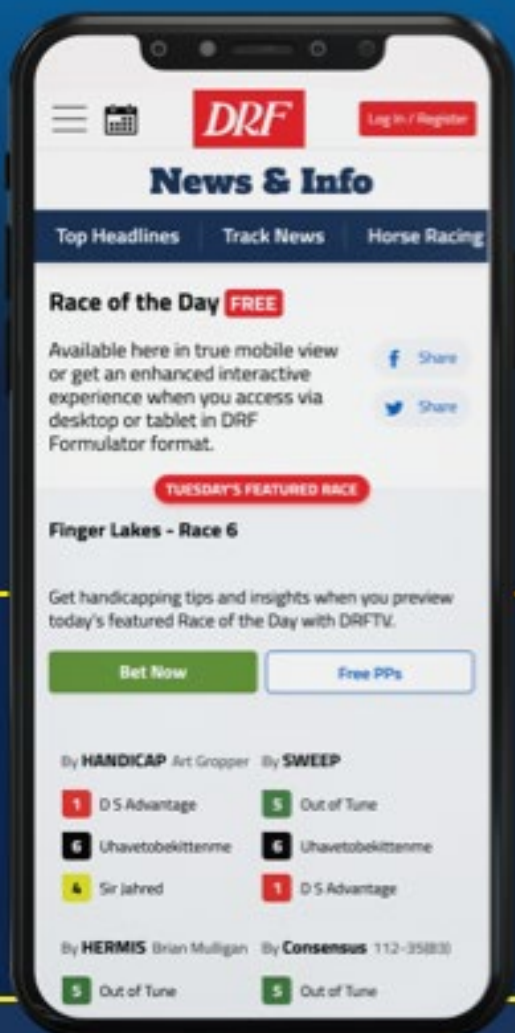 DRF
Log In / Register
News & Info
Top Headlines Track News Horse Racing
Race of the Day FREE
Available here in true mobile view
or get an enhanced interactive
experience when you access via
desktop or tablet in DRF
Formulator format.
Share
Share
TUESDAY'S FEATURED RACE
Finger Lakes - Race 6
Get handicapping tips and insights when you preview
today's featured Race of the Day with DRFTV.
Bet Now Free PPs
By HANDICAP Art Gropper By SWEEP
1 D S Advantage 5 Out of Tune
6 Uhavetobekittenme 6 Uhavetobekittenme
4 Sir Jahred 1 D S Advantage
By HERMIS Brian Mulligan By Consensus 112-35(83)
5 Out of Tune 5 Out of Tune